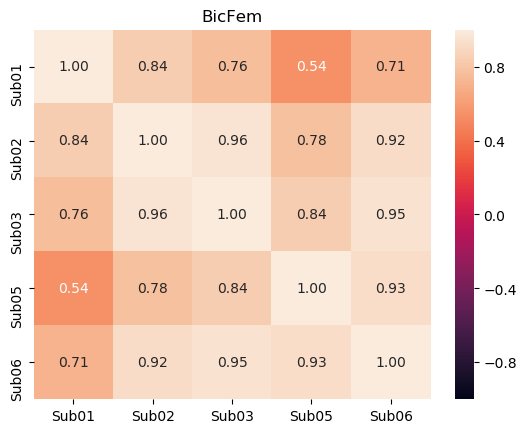 BicFem
Sub01 1.00 0.84 0.76 0.54 0.71
Sub02 0.84 1.00 0.96 0.78 0.92
Sub03 0.76 0.96 1.00 0.84 0.95
Sub05 0.54 0.78 0.84 1.00 0.93
Sub06 0.71 0.92 0.95 0.93 1.00
Sub01 Sub02 Sub03 Sub05 Sub06
0.8
0.4
0.0
−0.4
−0.8